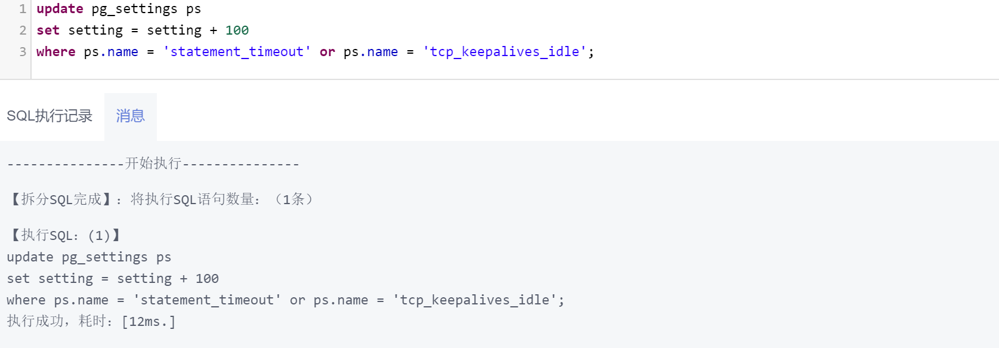 1 update pg_settings ps
2 set setting = setting + 100
3 where ps.name = 'statement_timeout' or ps.name = 'tcp_keepalives_idle';
SQL执行记录 消息
---------------开始执行---------------
【拆分SQL完成】：将执行SQL语句数量：（1条）
【执行SQL：(1)】
update pg_settings ps
set setting = setting + 100
where ps.name = 'statement_timeout' or ps.name = 'tcp_keepalives_idle';
执行成功，耗时：[12ms.]